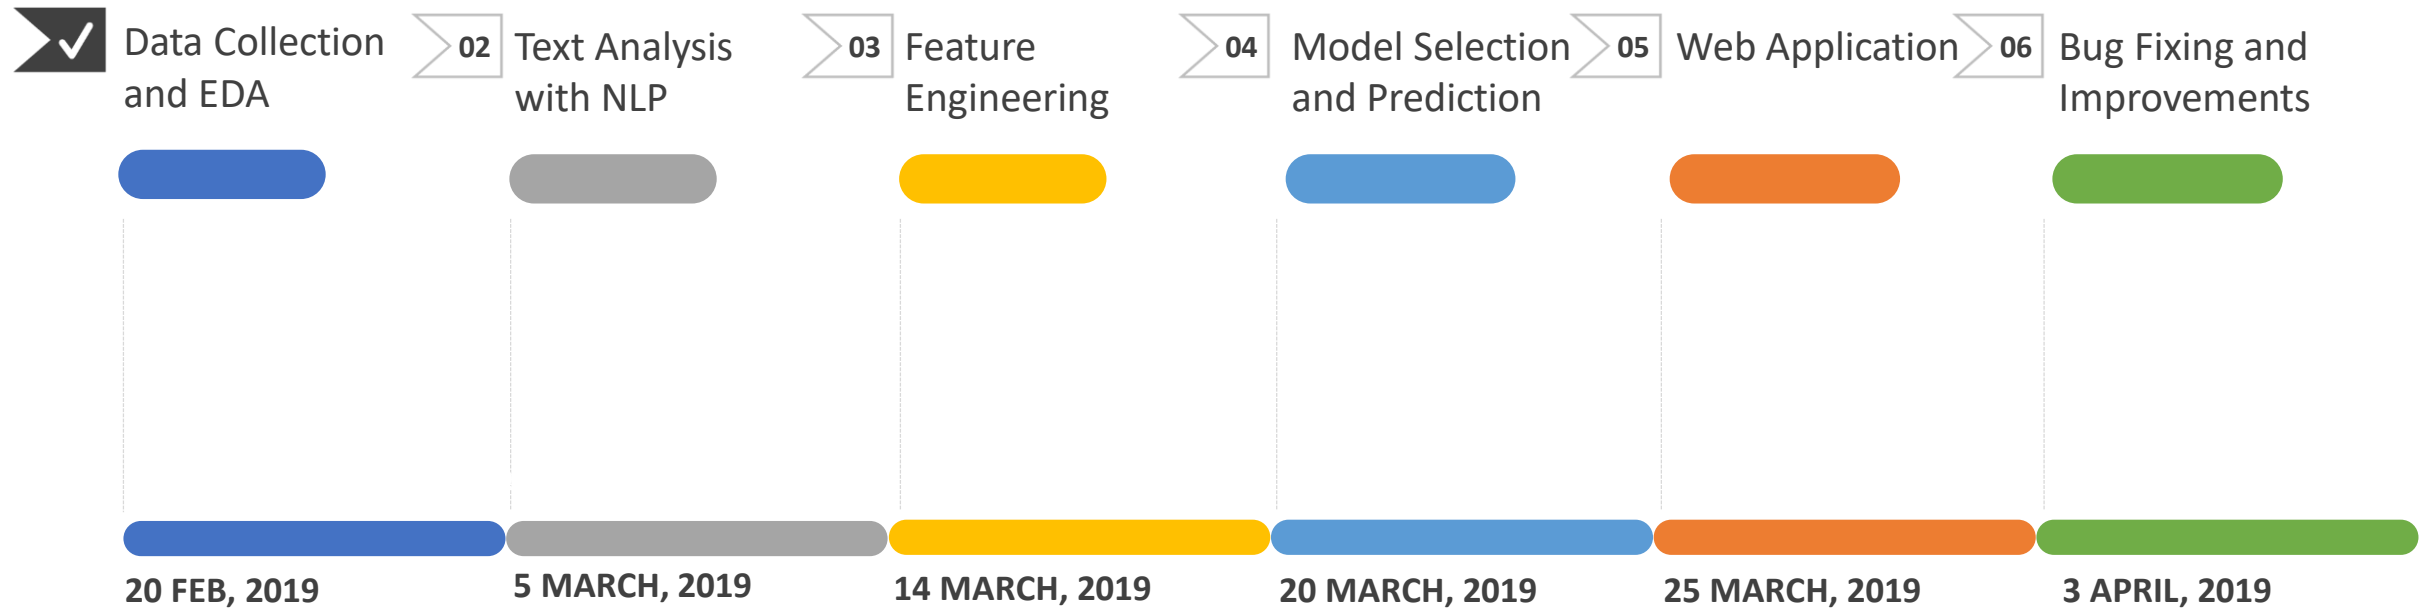 Data Collection
and EDA
02
Text Analysis
with NLP
03
Feature
Engineering
04
Model Selection
and Prediction
05
Web Application
06
Bug Fixing and
Improvements
20 FEB, 2019
5 MARCH, 2019
14 MARCH, 2019
20 MARCH, 2019
25 MARCH, 2019
3 APRIL, 2019